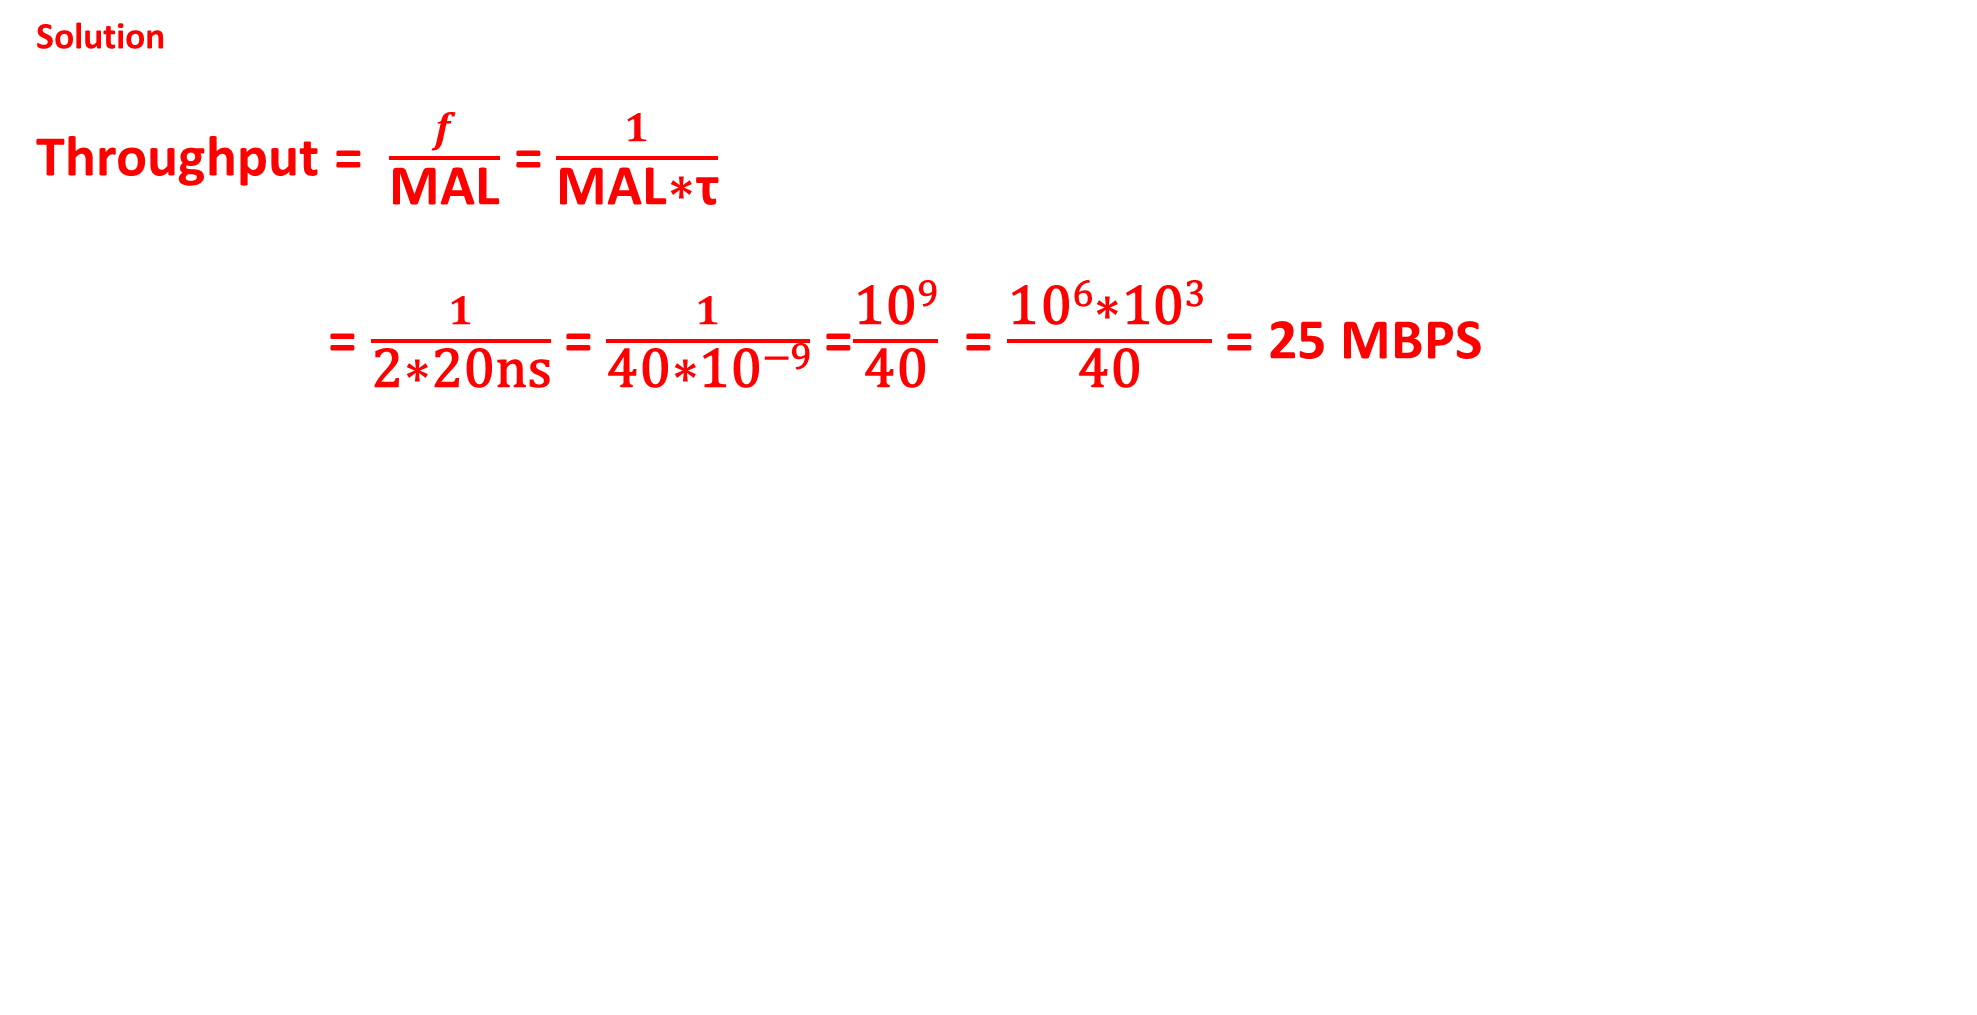 Solution
Throughput = f/MAL = 1/MAL∗τ
= 1/2∗20ns = 1/40∗10⁻⁹ = 10⁹/40 = 10⁶∗10³/40 = 25 MBPS